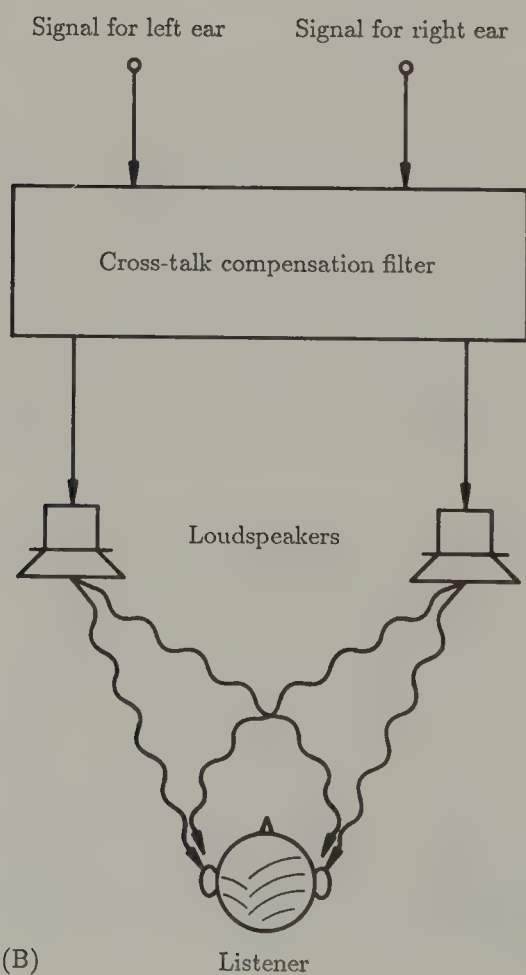 Signal for left ear
Signal for right ear
Cross-talk compensation filter
Loudspeakers
(B)
Listener